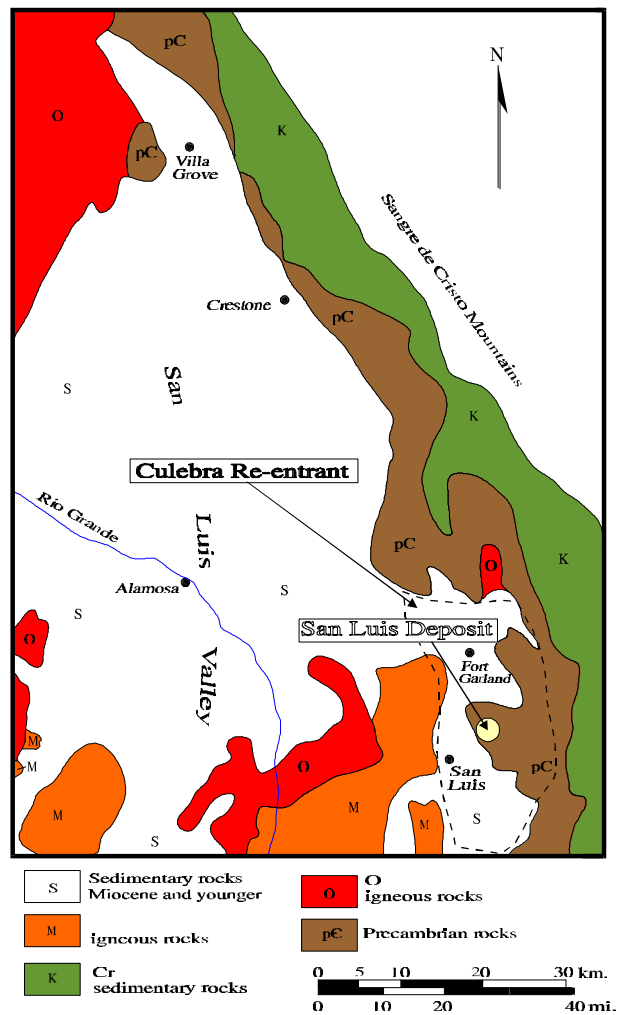 pC
N
O
K
pC
Villa
Grove
Sangre de Cristo Mountains
Crestone
pC
San
S
K
Culebra Re-entrant
Rio Grande
Luis
pC
O
K
Alamosa
S
S
San Luis Deposit
O
Fort
Garland
Valley
M
M
O
pC
San
Luis
M
M
M
S
S
S Sedimentary rocks
Miocene and younger
M igneous rocks
K Cr
sedimentary rocks
O O
igneous rocks
p€ Precambrian rocks
0 5 10 20 30 km.
0 10 20 40 mi.